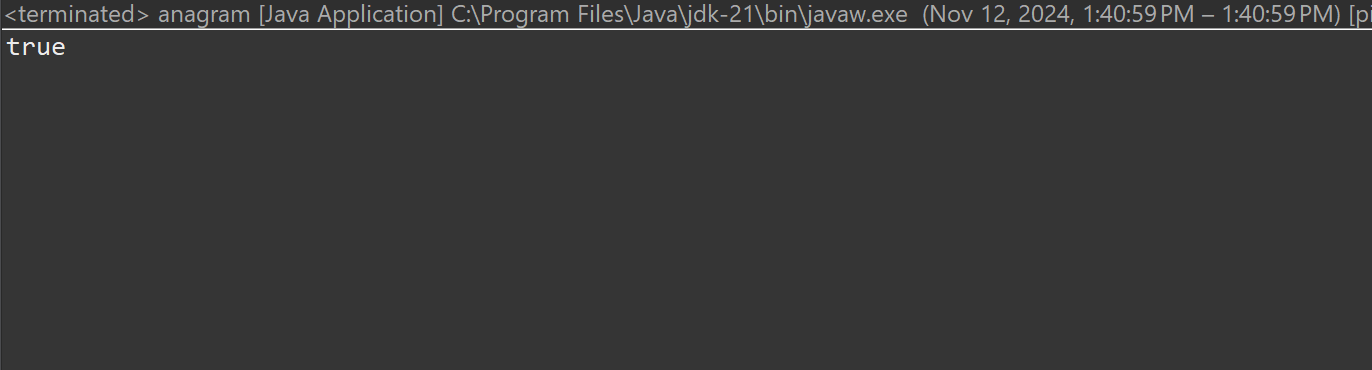 <terminated> anagram [Java Application] C:\Program Files\Java\jdk-21\bin\javaw.exe (Nov 12, 2024, 1:40:59 PM – 1:40:59 PM) [pi
true